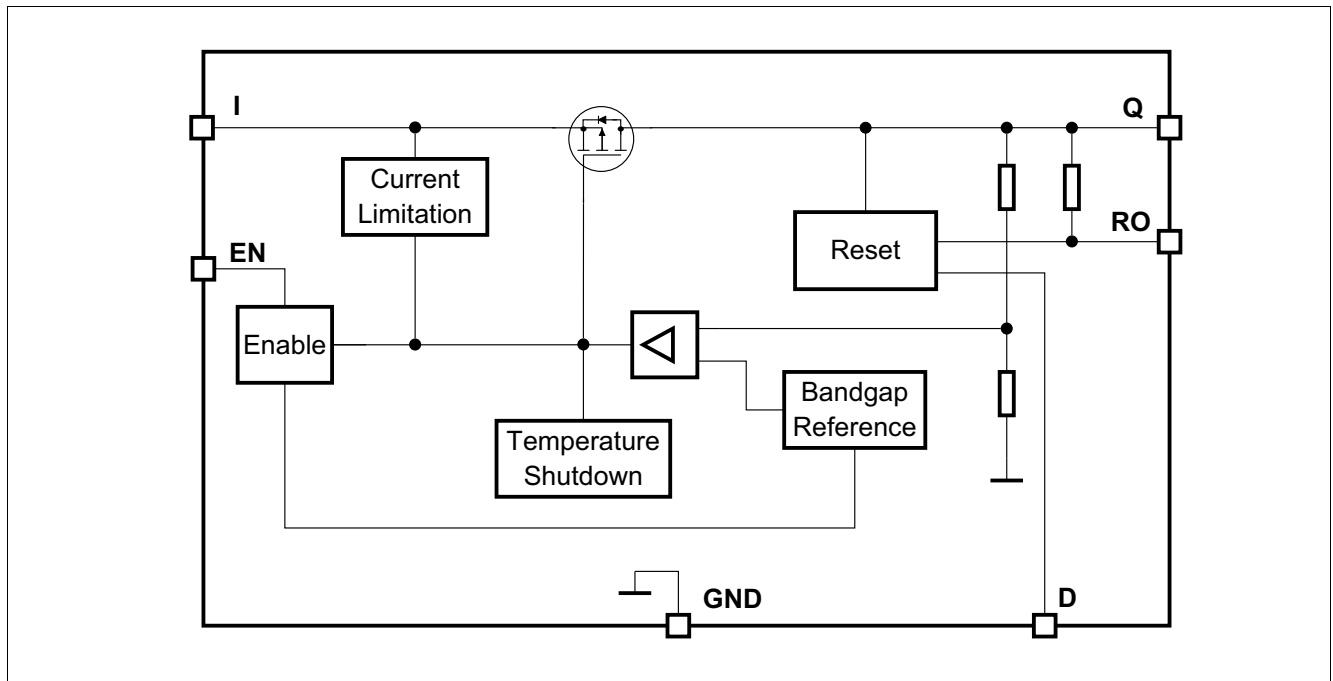 I
Q
Current
Limitation
RO
Reset
EN
Enable
Bandgap
Reference
Temperature
Shutdown
GND
D